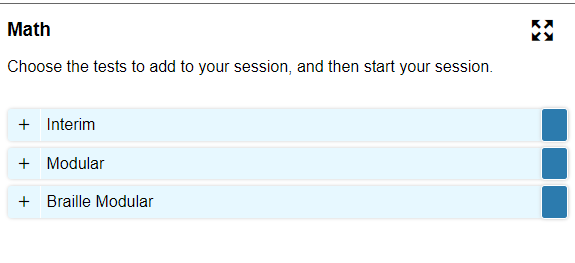 Math
Choose the tests to add to your session, and then start your session.
+ Interim
+ Modular
+ Braille Modular